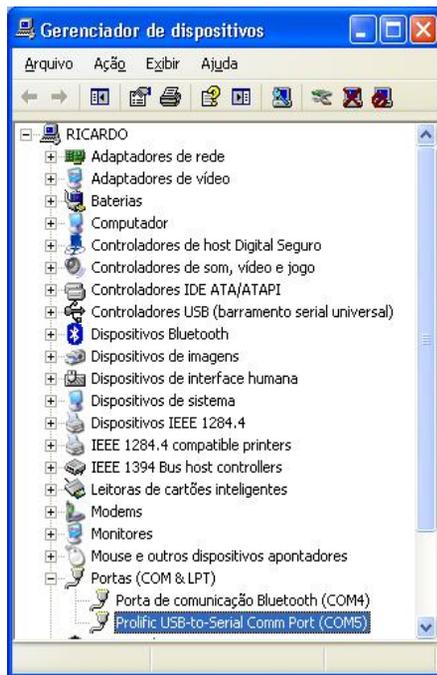 Gerenciador de dispositivos
Arquivo Ação Exibir Ajuda
RICARDO
Adaptadores de rede
Adaptadores de vídeo
Baterias
Computador
Controladores de host Digital Seguro
Controladores de som, vídeo e jogo
Controladores IDE ATA/ATAPI
Controladores USB (barramento serial universal)
Dispositivos Bluetooth
Dispositivos de imagens
Dispositivos de interface humana
Dispositivos de sistema
Dispositivos IEEE 1284.4
IEEE 1284.4 compatible printers
IEEE 1394 Bus host controllers
Leitoras de cartões inteligentes
Modems
Monitores
Mouse e outros dispositivos apontadores
Portas (COM & LPT)
Porta de comunicação Bluetooth (COM4)
Prolific USB-to-Serial Comm Port (COM5)